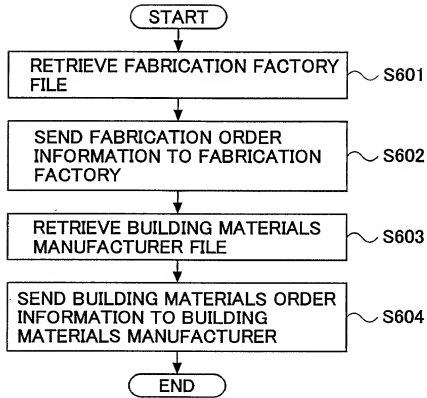 START
RETRIEVE FABRICATION FACTORY
FILE
S601
SEND FABRICATION ORDER
INFORMATION TO FABRICATION
FACTORY
S602
RETRIEVE BUILDING MATERIALS
MANUFACTURER FILE
S603
SEND BUILDING MATERIALS ORDER
INFORMATION TO BUILDING
MATERIALS MANUFACTURER
S604
END